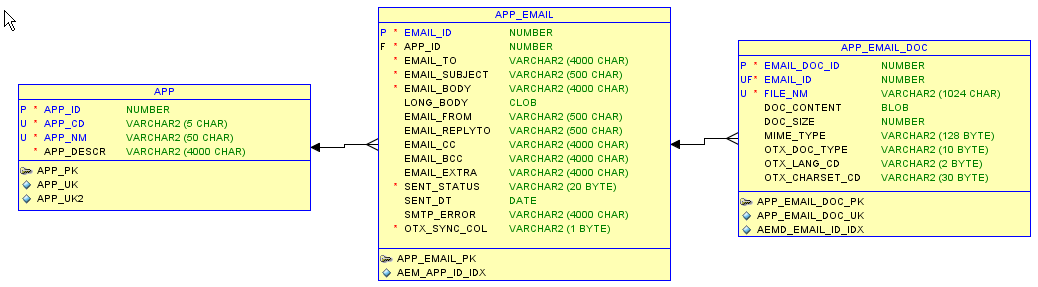 APP
P * APP_ID NUMBER
U * APP_CD VARCHAR2 (5 CHAR)
U * APP_NM VARCHAR2 (50 CHAR)
* APP_DESCR VARCHAR2 (4000 CHAR)
APP_PK
APP_UK
APP_UK2
APP_EMAIL
P * EMAIL_ID NUMBER
F * APP_ID NUMBER
* EMAIL_TO VARCHAR2 (4000 CHAR)
* EMAIL_SUBJECT VARCHAR2 (500 CHAR)
* EMAIL_BODY VARCHAR2 (4000 CHAR)
LONG_BODY CLOB
EMAIL_FROM VARCHAR2 (500 CHAR)
EMAIL_REPLYTO VARCHAR2 (500 CHAR)
EMAIL_CC VARCHAR2 (4000 CHAR)
EMAIL_BCC VARCHAR2 (4000 CHAR)
EMAIL_EXTRA VARCHAR2 (4000 CHAR)
* SENT_STATUS VARCHAR2 (20 BYTE)
SENT_DT DATE
SMTP_ERROR VARCHAR2 (4000 CHAR)
* OTX_SYNC_COL VARCHAR2 (1 BYTE)
APP_EMAIL_PK
AEM_APP_ID_IDX
APP_EMAIL_DOC
P * EMAIL_DOC_ID NUMBER
UF* EMAIL_ID NUMBER
U * FILE_NM VARCHAR2 (1024 CHAR)
DOC_CONTENT BLOB
DOC_SIZE NUMBER
MIME_TYPE VARCHAR2 (128 BYTE)
OTX_DOC_TYPE VARCHAR2 (10 BYTE)
OTX_LANG_CD VARCHAR2 (2 BYTE)
OTX_CHARSET_CD VARCHAR2 (30 BYTE)
APP_EMAIL_DOC_PK
APP_EMAIL_DOC_UK
AEMD_EMAIL_ID_IDX